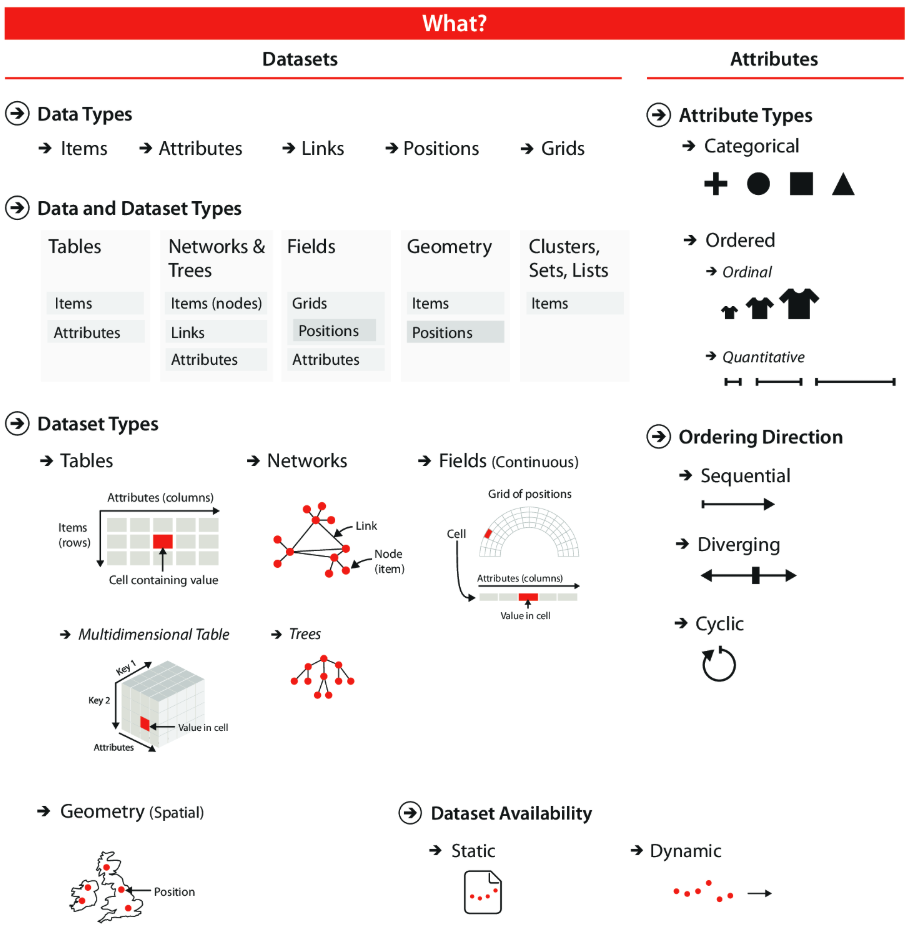 What?
Datasets
Attributes
Data Types
Items
Attributes
Links
Positions
Grids
Data and Dataset Types
Tables
Items
Attributes
Networks &
Trees
Items (nodes)
Links
Attributes
Fields
Grids
Positions
Attributes
Geometry
Items
Positions
Clusters,
Sets, Lists
Items
Dataset Types
Tables
Attributes (columns)
Items
(rows)
Cell containing value
Networks
Link
Node
(item)
Fields (Continuous)
Grid of positions
Cell
Attributes (columns)
Value in cell
Multidimensional Table
Key 1
Key 2
Value in cell
Attributes
Trees
Geometry (Spatial)
Position
Dataset Availability
Static
Dynamic
Attribute Types
Categorical
Ordered
Ordinal
Quantitative
Ordering Direction
Sequential
Diverging
Cyclic